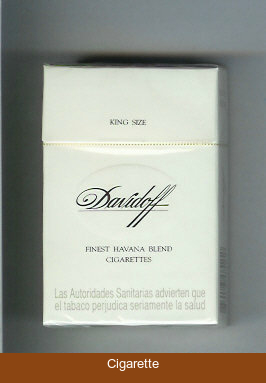 KING SIZE
Davidoff
FINEST HAVANA BLEND
CIGARETTES
Las Autoridades Sanitarias advierten que
el tabaco perjudica seriamente la salud
Cigarette